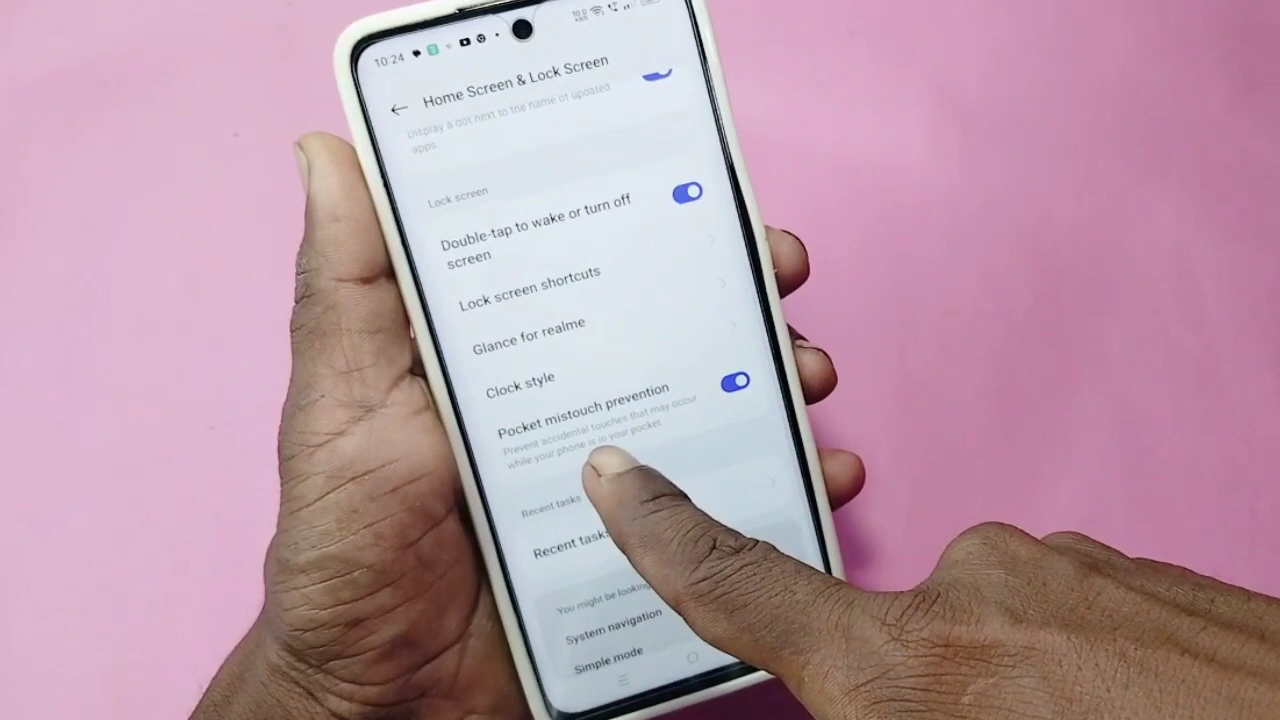 10:24
Home Screen & Lock Screen
Display a dot next to the name of updated
apps.
Lock screen
Double-tap to wake or turn off
screen
Lock screen shortcuts
Glance for realme
Clock style
Pocket mistouch prevention
Prevent accidental touches that may occur
while your phone is in your pocket.
Recent tasks
Recent tasks
You might be looking
System navigation
Simple mode